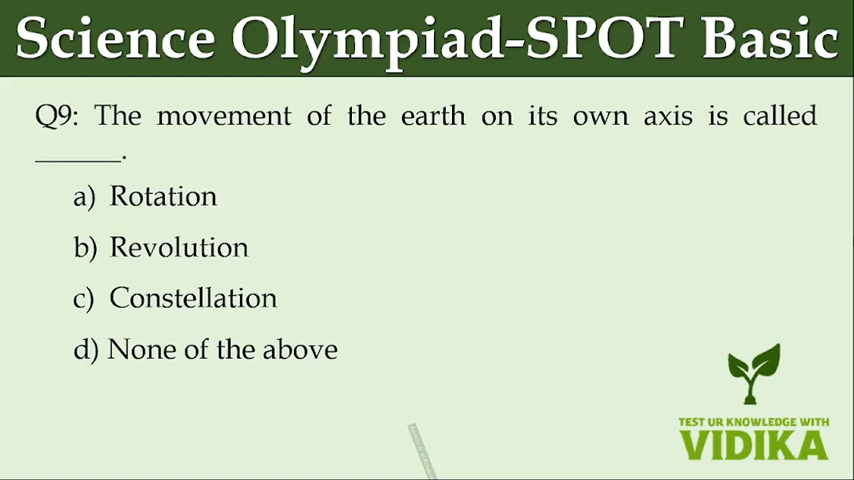 Science Olympiad-SPOT Basic
Q9: The movement of the earth on its own axis is called
______.
a) Rotation
b) Revolution
c) Constellation
d) None of the above
TEST UR KNOWLEDGE WITH
VIDIKA